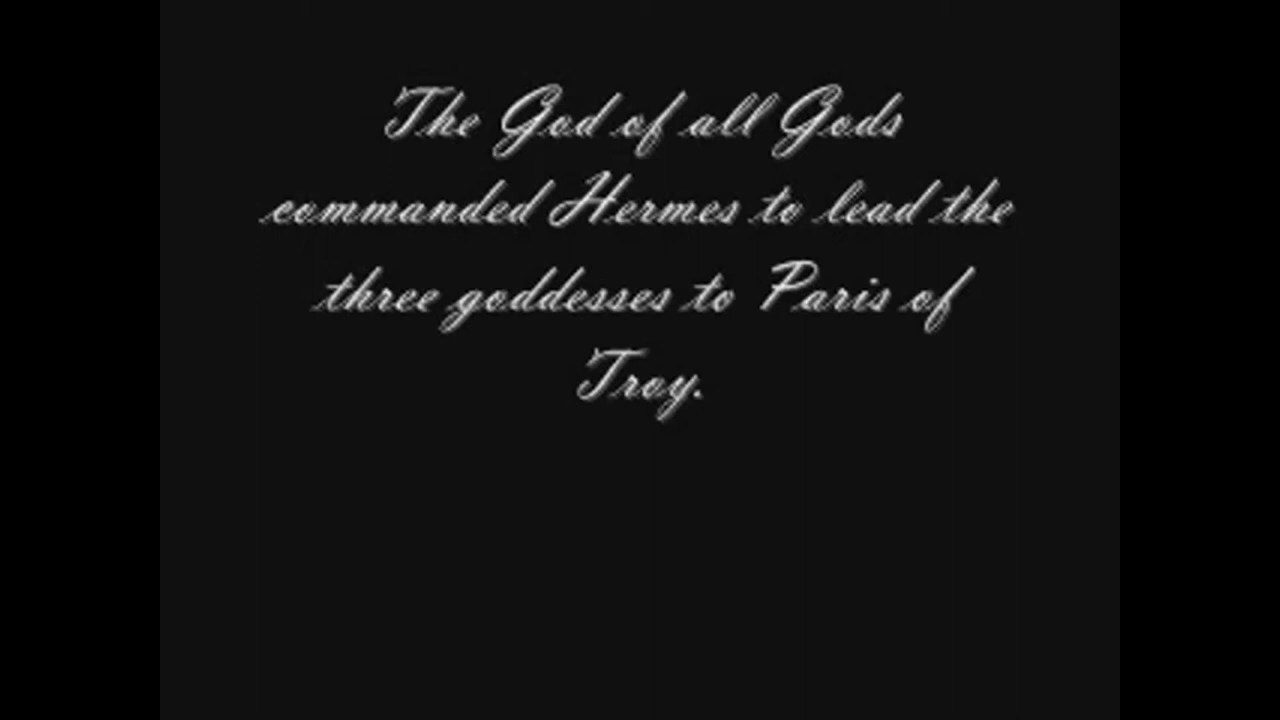 The God of all Gods
commanded Hermes to lead the
three goddesses to Paris of
Troy.